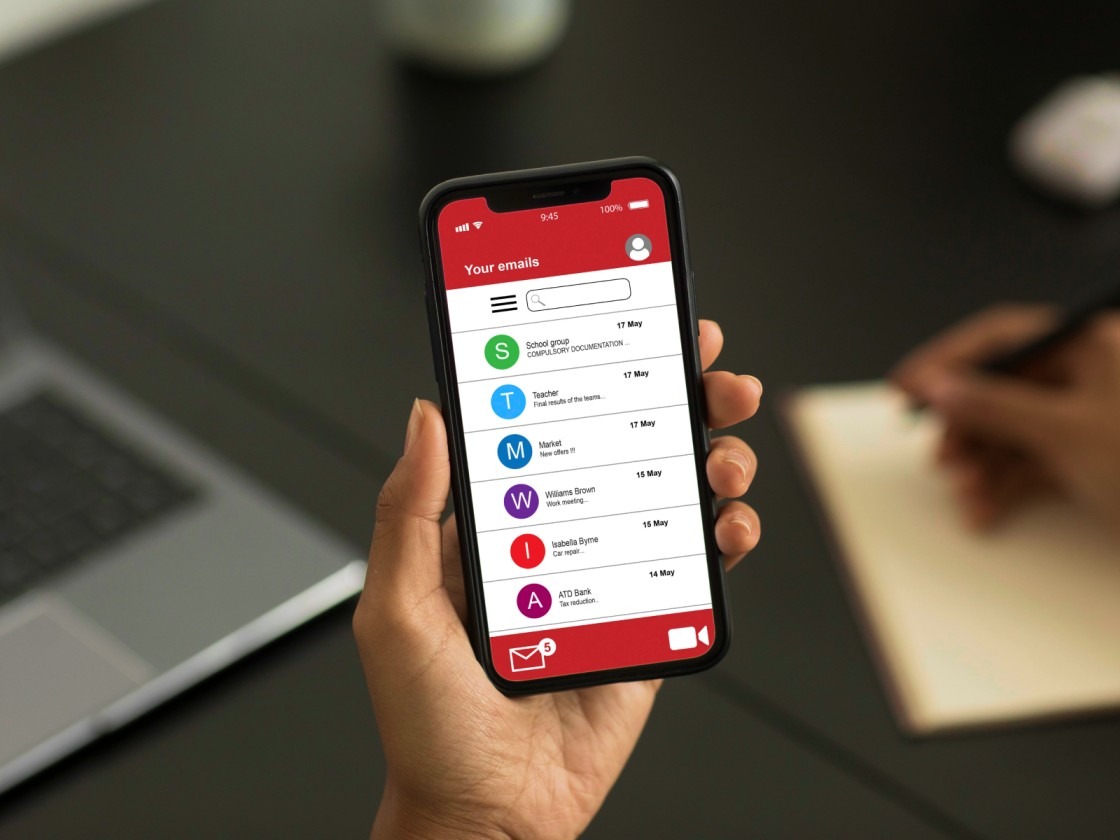 9:45
100%
Your emails
17 May
S
School group
COMPULSORY DOCUMENTATION ...
17 May
T
Teacher
Final results of the teams...
17 May
M
Market
New offers !!!
15 May
W
Williams Brown
Work meeting...
15 May
I
Isabella Byrne
Car repair...
14 May
A
ATD Bank
Tax reduction..
5